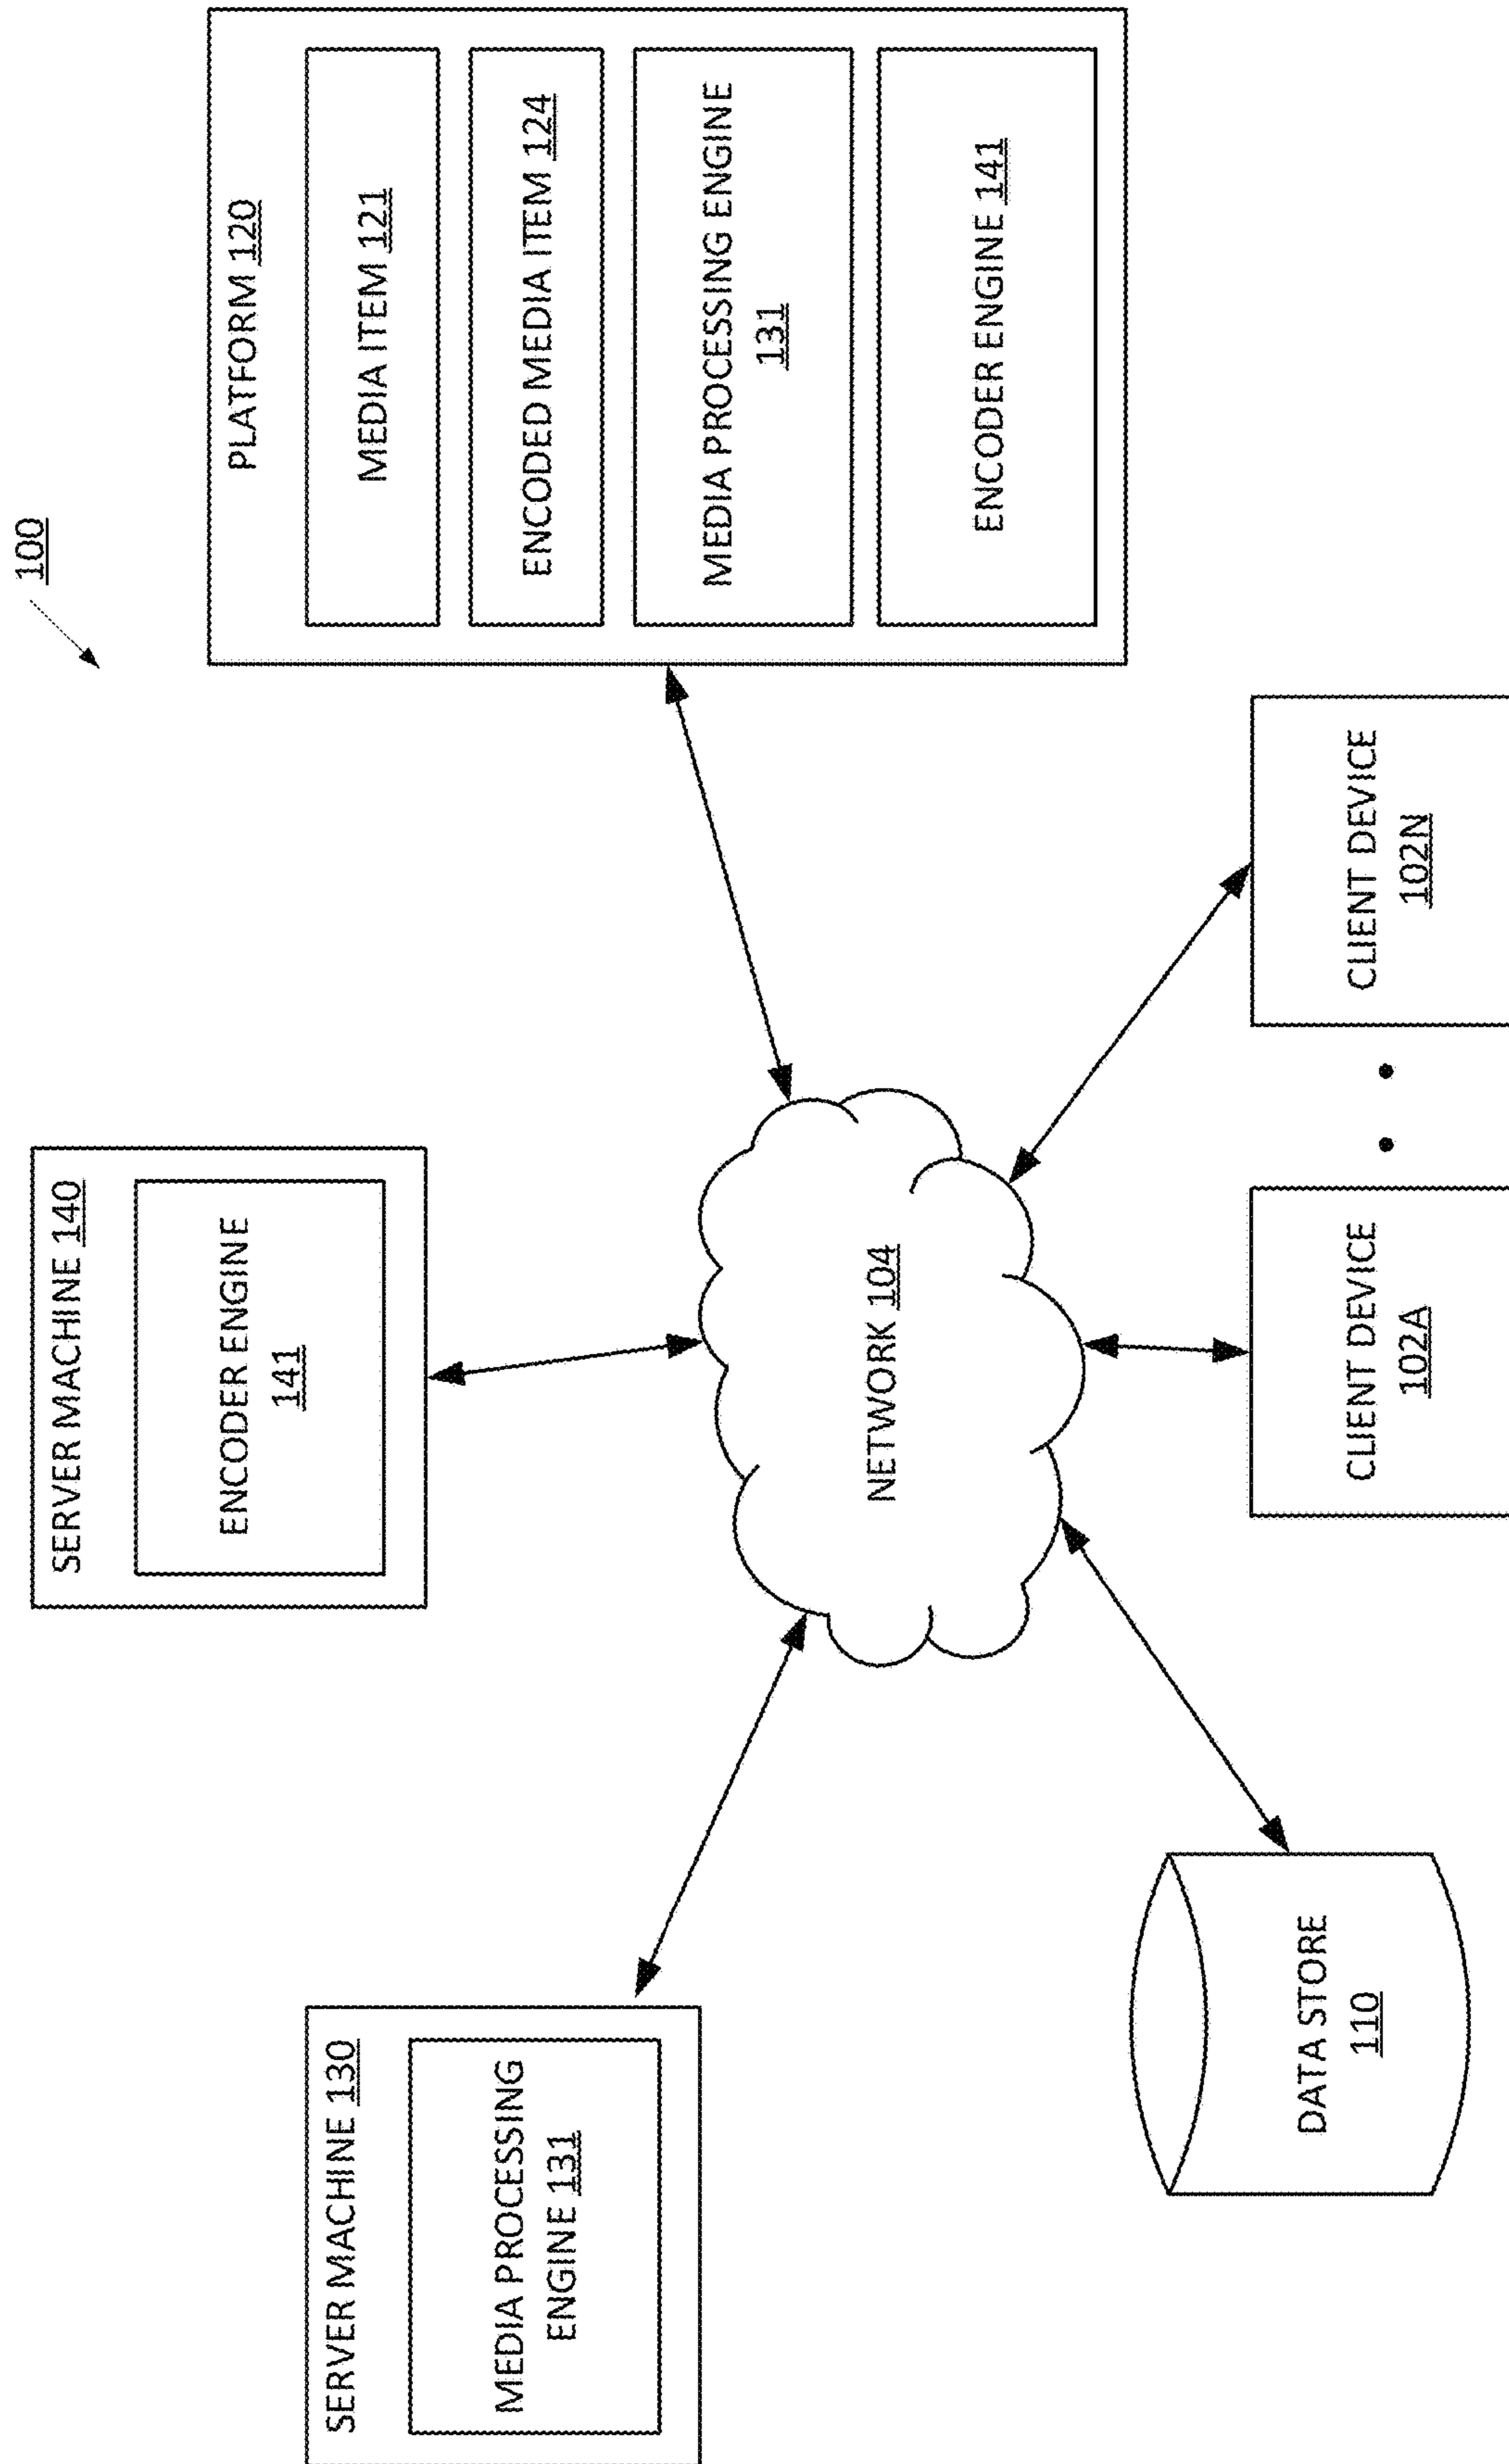 100
SERVER MACHINE 140
ENCODER ENGINE
141
SERVER MACHINE 130
MEDIA PROCESSING
ENGINE 131
PLATFORM 120
MEDIA ITEM 121
ENCODED MEDIA ITEM 124
MEDIA PROCESSING ENGINE
131
ENCODER ENGINE 141
NETWORK 104
DATA STORE
110
CLIENT DEVICE
102A
CLIENT DEVICE
102N